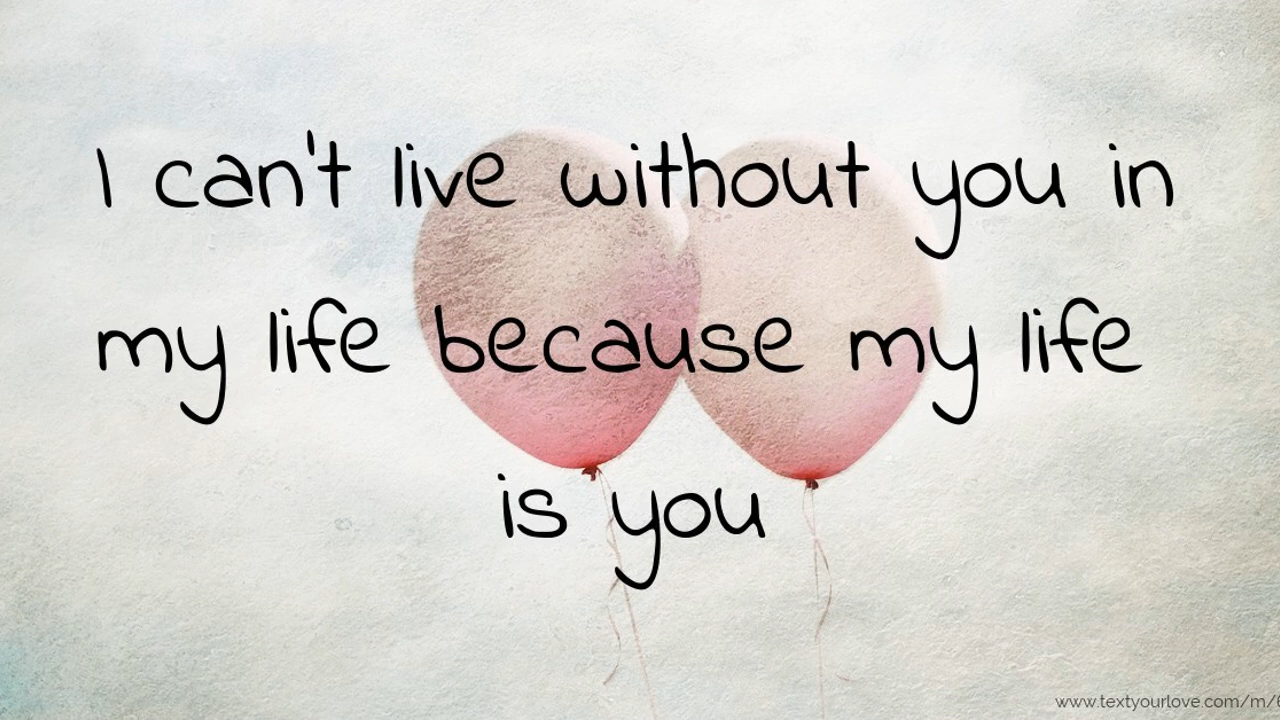 I can't live without you in
my life because my life
is you
www.textyourlove.com/m/